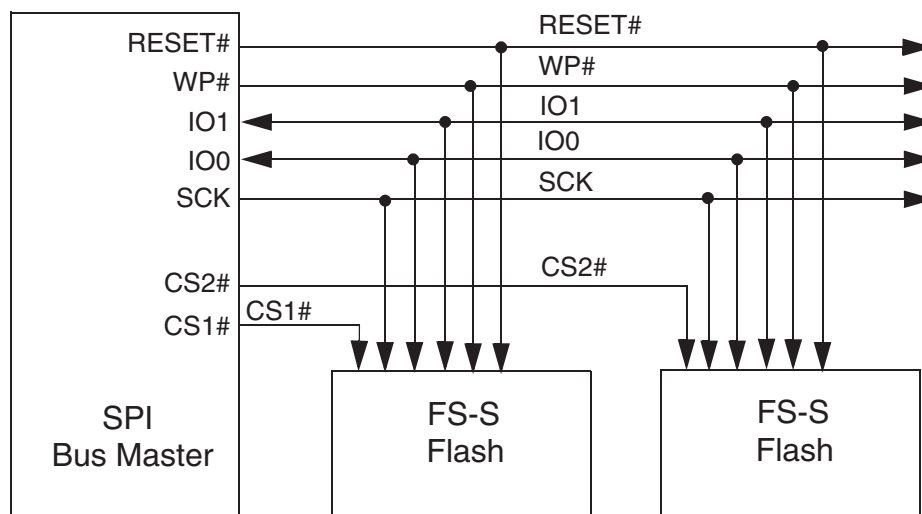 RESET#
RESET#
WP#
WP#
IO1
IO1
IO0
IO0
SCK
SCK
CS2#
CS2#
CS1#
CS1#
SPI
Bus Master
FS-S
Flash
FS-S
Flash